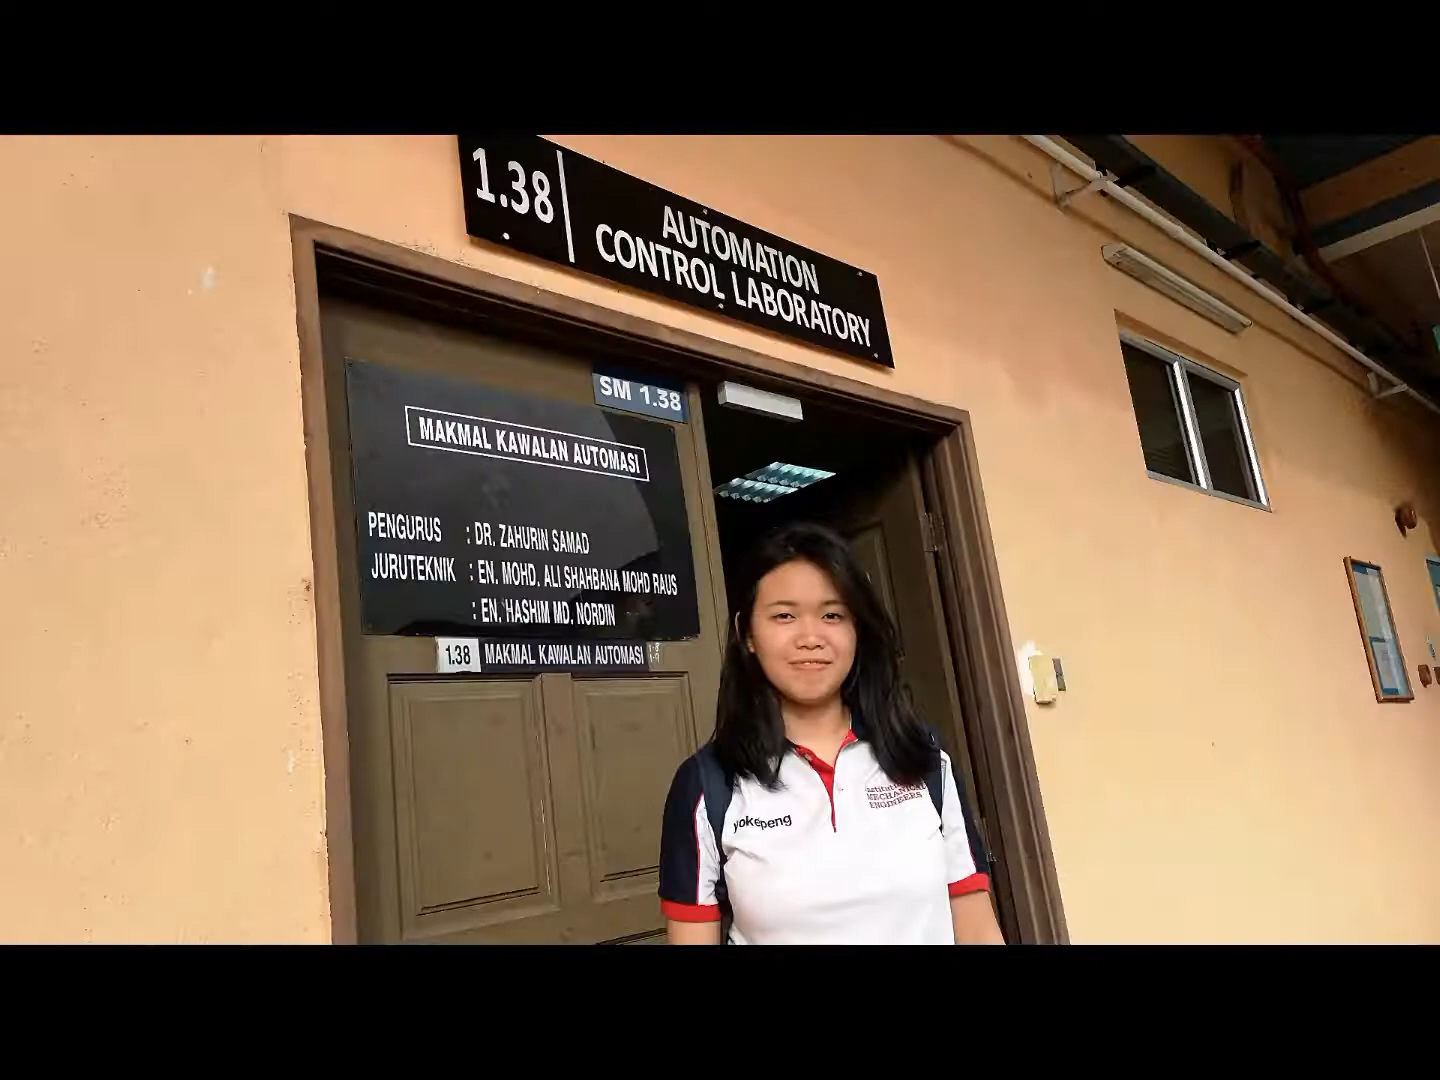 1.38
AUTOMATION
CONTROL LABORATORY
SM 1.38
MAKMAL KAWALAN AUTOMASI
PENGURUS : DR. ZAHURIN SAMAD
JURUTEKNIK : EN. MOHD. ALI SHAHBANA MOHD RAUS
: EN. HASHIM MD. NORDIN
1.38 MAKMAL KAWALAN AUTOMASI
yokepeng
MECHANICAL
ENGINEERS